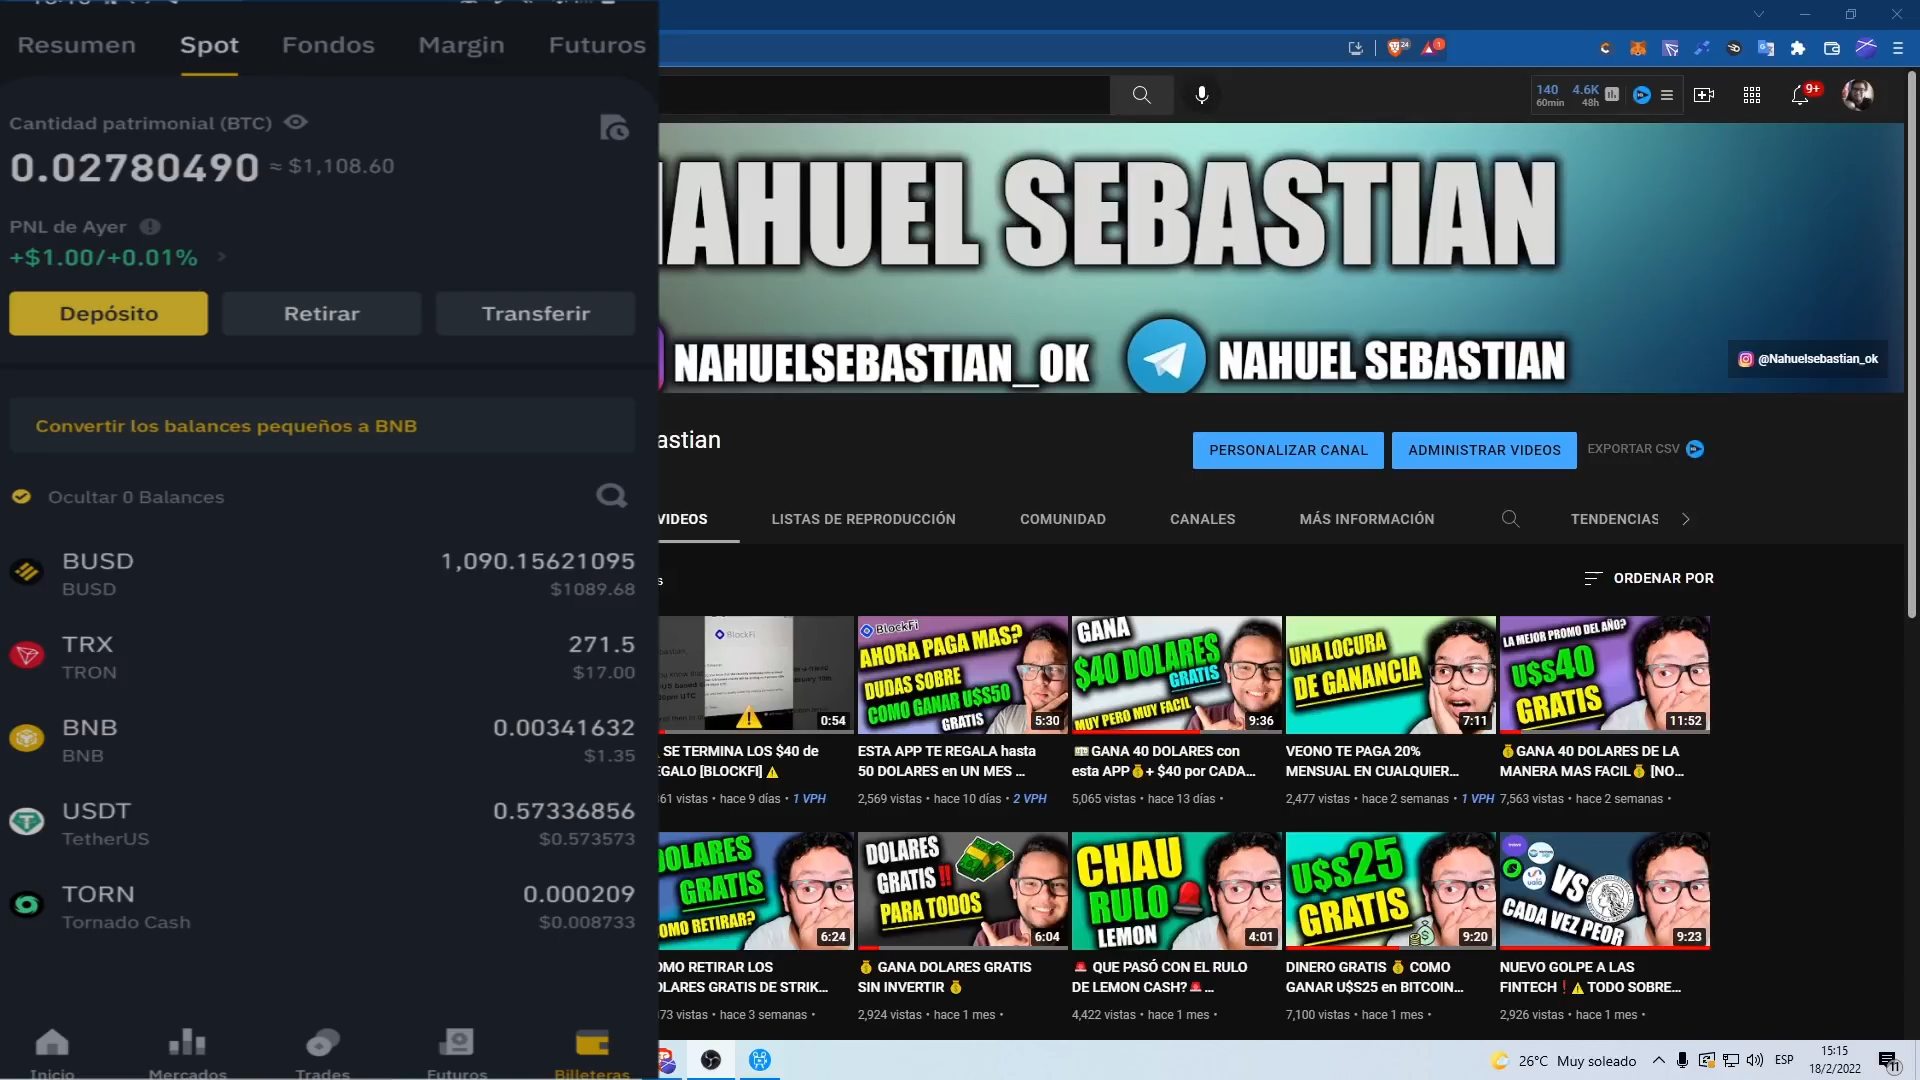 Resumen Spot Fondos Margin Futuros
Cantidad patrimonial (BTC)
0.02780490 ≈ $1,108.60
PNL de Ayer
+$1.00/+0.01%
Depósito Retirar Transferir
Convertir los balances pequeños a BNB
Ocultar 0 Balances
BUSD 1,090.15621095
BUSD $1089.68
TRX 271.5
TRON $17.00
BNB 0.00341632
BNB $1.35
USDT 0.57336856
TetherUS $0.573573
TORN 0.000209
Tornado Cash $0.008733
Inicio Mercados Trades Futuros Billeteras
24 1
140 4.6K
60min 48h
9+
NAHUEL SEBASTIAN
NAHUELSEBASTIAN_OK NAHUEL SEBASTIAN
@Nahuelsebastian_ok
astian
PERSONALIZAR CANAL ADMINISTRAR VIDEOS EXPORTAR CSV
VIDEOS LISTAS DE REPRODUCCIÓN COMUNIDAD CANALES MÁS INFORMACIÓN TENDENCIAS
s
ORDENAR POR
BlockFi
0:54
BlockFi
AHORA PAGA MAS?
DUDAS SOBRE
COMO GANAR U$S50
GRATIS
5:30
GANA
$40 DOLARES
GRATIS
MUY PERO MUY FACIL
9:36
UNA LOCURA
DE GANANCIA
7:11
LA MEJOR PROMO DEL AÑO?
U$S40
GRATIS
11:52
SE TERMINA LOS $40 de
EGALO [BLOCKFI] ⚠️
361 vistas • hace 9 días • 1 VPH
ESTA APP TE REGALA hasta
50 DOLARES en UN MES ...
2,569 vistas • hace 10 días • 2 VPH
💵GANA 40 DOLARES con
esta APP💰+ $40 por CADA...
5,065 vistas • hace 13 días •
VEONO TE PAGA 20%
MENSUAL EN CUALQUIER...
2,477 vistas • hace 2 semanas • 1 VPH
💰GANA 40 DOLARES DE LA
MANERA MAS FACIL💰 [NO...
7,563 vistas • hace 2 semanas •
DOLARES
GRATIS
OMO RETIRAR?
6:24
DOLARES
GRATIS‼
PARA TODOS
6:04
CHAU
RULO
LEMON
4:01
U$S25
GRATIS
9:20
VS
ualá
CADA VEZ PEOR
9:23
OMO RETIRAR LOS
OLARES GRATIS DE STRIK...
373 vistas • hace 3 semanas •
💰 GANA DOLARES GRATIS
SIN INVERTIR 💰
2,924 vistas • hace 1 mes •
🚨 QUE PASÓ CON EL RULO
DE LEMON CASH?🚨...
4,422 vistas • hace 1 mes •
DINERO GRATIS 💰 COMO
GANAR U$S25 en BITCOIN...
7,100 vistas • hace 1 mes •
NUEVO GOLPE A LAS
FINTECH❗⚠️ TODO SOBRE...
2,926 vistas • hace 1 mes •
26°C Muy soleado ESP 15:15
18/2/2022 11